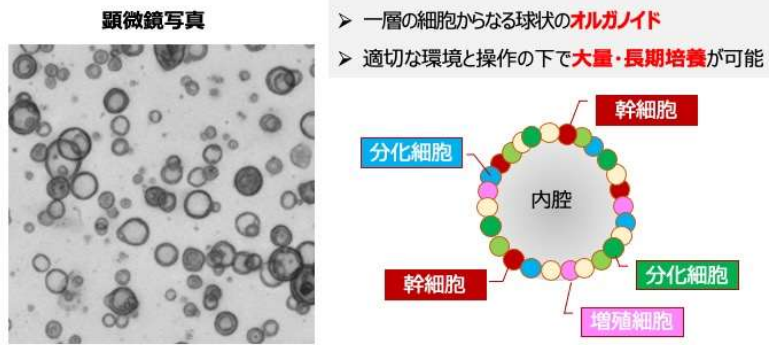 顕微鏡写真
➢ 一層の細胞からなる球状のオルガノイド
➢ 適切な環境と操作の下で大量・長期培養が可能
幹細胞
分化細胞
内腔
幹細胞
分化細胞
増殖細胞